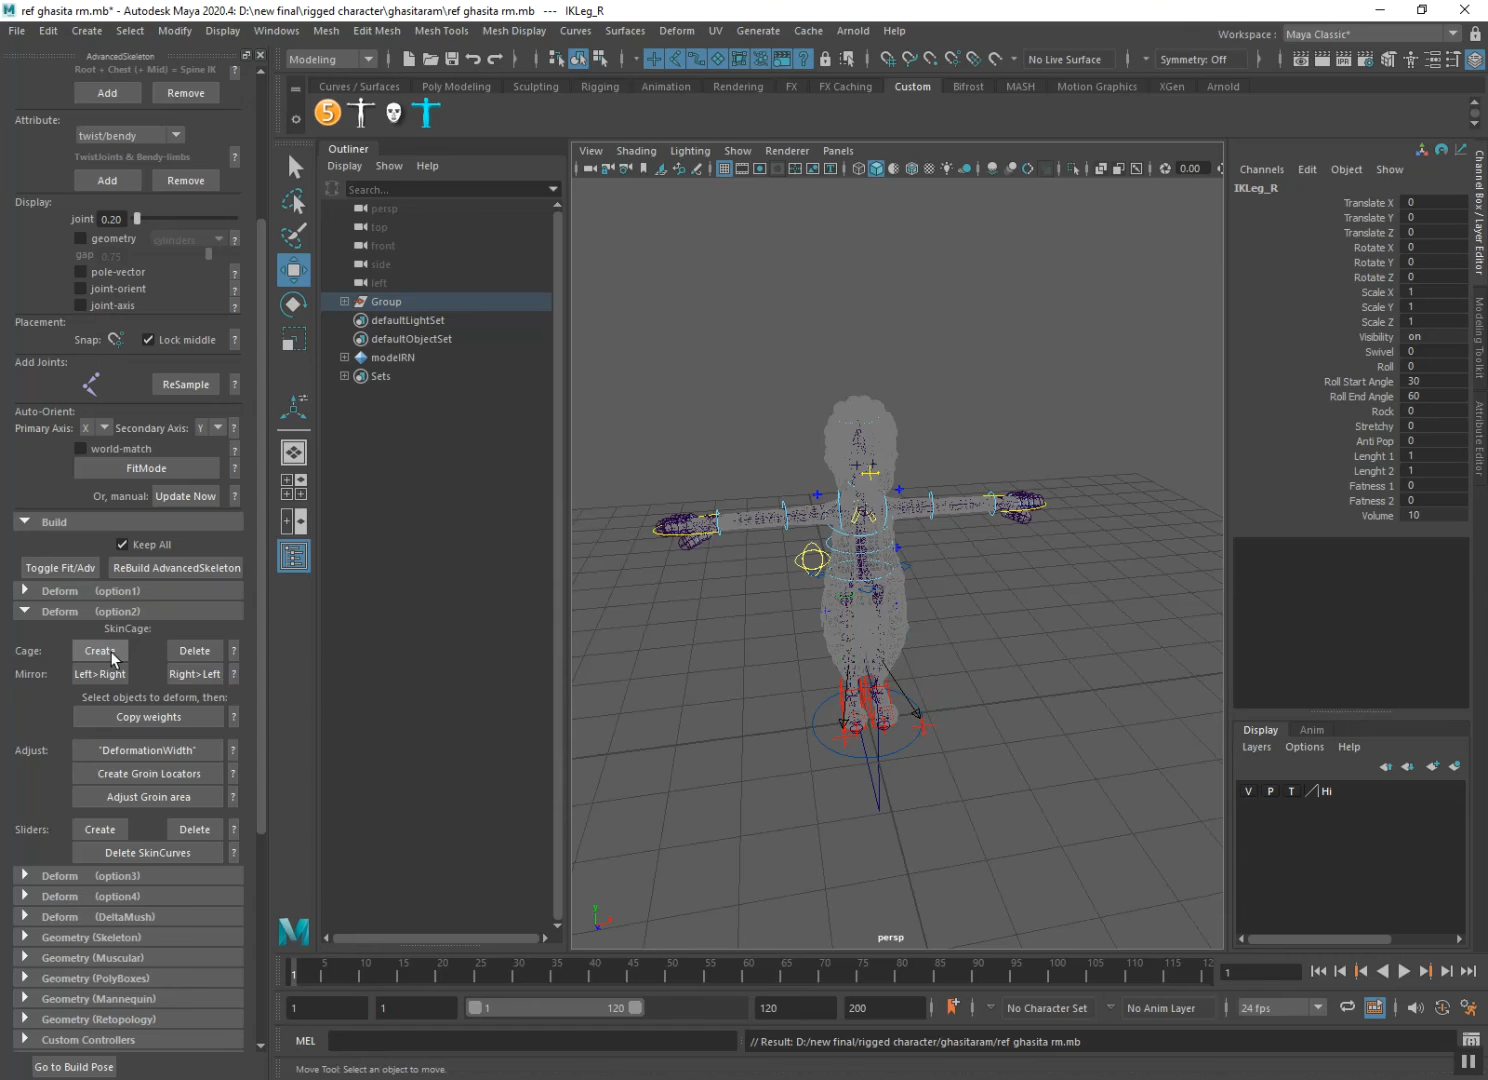 ref ghasita rm.mb* - Autodesk Maya 2020.4: D:\new final\rigged character\ghasitaram\ref ghasita rm.mb   ---   IKLeg_R
File Edit Create Select Modify Display Windows Mesh Edit Mesh Mesh Tools Mesh Display Curves Surfaces Deform UV Generate Cache Arnold Help
Workspace : Maya Classic*
AdvancedSkeleton
Modeling
No Live Surface
Symmetry: Off
Root + Chest (+ Mid) = Spine IK ?
Add Remove
Curves / Surfaces Poly Modeling Sculpting Rigging Animation Rendering FX FX Caching Custom Bifrost MASH Motion Graphics XGen Arnold
Attribute:
twist/bendy
TwistJoints & Bendy-limbs ?
Add Remove
Display:
joint 0.20
geometry cylinders ?
gap 0.75
pole-vector ?
joint-orient ?
joint-axis ?
Placement:
Snap: Lock middle ?
Add Joints:
ReSample ?
Auto-Orient:
Primary Axis: X Secondary Axis: Y ?
world-match ?
FitMode ?
Or, manual: Update Now ?
Build
Keep All
Toggle Fit/Adv ReBuild AdvancedSkeleton
Deform (option1)
Deform (option2)
SkinCage:
Cage: Create Delete ?
Mirror: Left>Right Right>Left ?
Select objects to deform, then:
Copy weights ?
Adjust: "DeformationWidth" ?
Create Groin Locators ?
Adjust Groin area ?
Sliders: Create Delete ?
Delete SkinCurves ?
Deform (option3)
Deform (option4)
Deform (DeltaMush)
Geometry (Skeleton)
Geometry (Muscular)
Geometry (PolyBoxes)
Geometry (Mannequin)
Geometry (Retopology)
Custom Controllers
Go to Build Pose
Outliner
Display Show Help
Search...
persp
top
front
side
left
Group
defaultLightSet
defaultObjectSet
modelRN
Sets
View Shading Lighting Show Renderer Panels
0.00
persp
Channels Edit Object Show
IKLeg_R
Translate X 0
Translate Y 0
Translate Z 0
Rotate X 0
Rotate Y 0
Rotate Z 0
Scale X 1
Scale Y 1
Scale Z 1
Visibility on
Swivel 0
Roll 0
Roll Start Angle 30
Roll End Angle 60
Rock 0
Stretchy 0
Anti Pop 0
Lenght 1 1
Lenght 2 1
Fatness 1 0
Fatness 2 0
Volume 10
Channel Box / Layer Editor
Modeling Toolkit
Attribute Editor
Display Anim
Layers Options Help
V P T Hi
5 10 15 20 25 30 35 40 45 50 55 60 65 70 75 80 85 90 95 100 105 110 115 12
1
1
1 1 1 120 120 200 No Character Set No Anim Layer 24 fps
MEL // Result: D:/new final/rigged character/ghasitaram/ref ghasita rm.mb
Move Tool: Select an object to move.